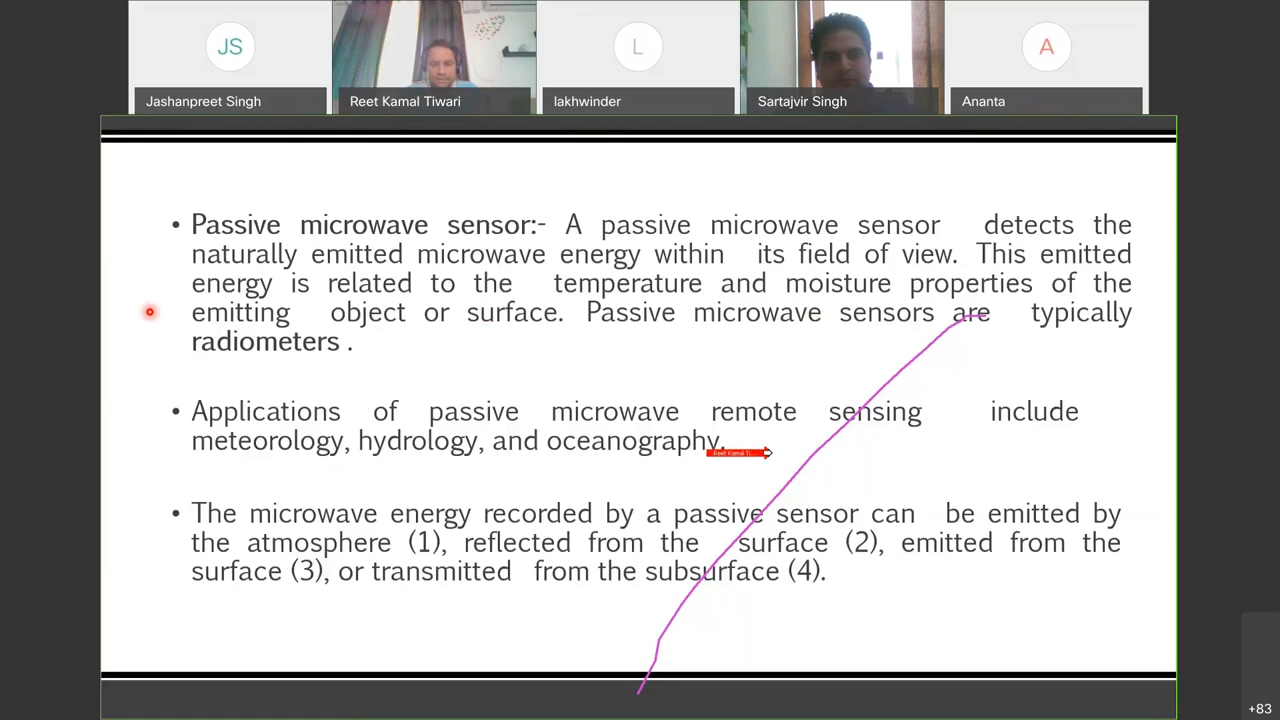 JS
L
A
Jashanpreet Singh
Reet Kamal Tiwari
lakhwinder
Sartajvir Singh
Ananta
• Passive microwave sensor:- A passive microwave sensor detects the
naturally emitted microwave energy within its field of view. This emitted
energy is related to the temperature and moisture properties of the
emitting object or surface. Passive microwave sensors are typically
radiometers .
• Applications of passive microwave remote sensing include
meteorology, hydrology, and oceanography.
Reet Kamal Ti...
• The microwave energy recorded by a passive sensor can be emitted by
the atmosphere (1), reflected from the surface (2), emitted from the
surface (3), or transmitted from the subsurface (4).
+83